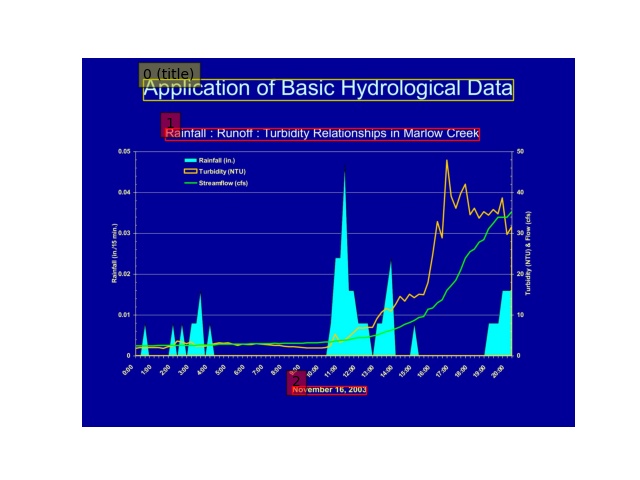 0 (title)
Application of Basic Hydrological Data
1
Rainfall : Runoff : Turbidity Relationships in Marlow Creek
Rainfall (in.)
Turbidity (NTU)
Streamflow (cfs)
0.05
0.04
0.03
0.02
0.01
0
Rainfall (in./15 min.)
50
40
30
20
10
0
Turbidity (NTU) & Flow (cfs)
0:00 1:00 2:00 3:00 4:00 5:00 6:00 7:00 8:00 9:00 10:00 11:00 12:00 13:00 14:00 15:00 16:00 17:00 18:00 19:00 20:00
2
November 16, 2003